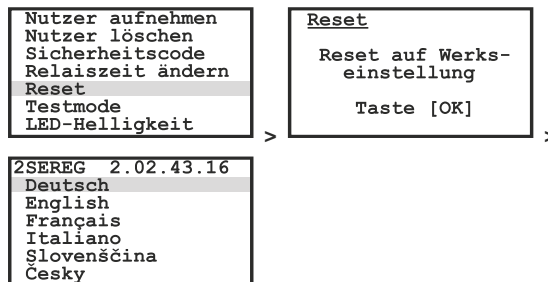 Nutzer aufnehmen
Nutzer löschen
Sicherheitscode
Relaiszeit ändern
Reset
Testmode
LED-Helligkeit
>
Reset
Reset auf Werks-
einstellung
Taste [OK]
>
2SEREG 2.02.43.16
Deutsch
English
Français
Italiano
Slovenščina
Česky